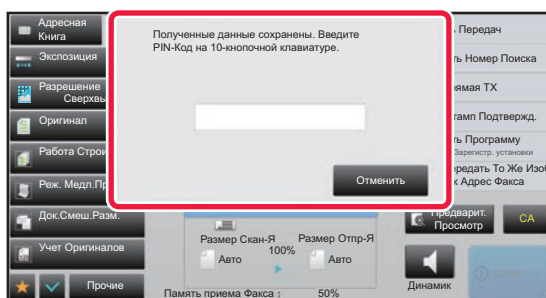 Адресная
Книга
Экспозиция
Разрешение
Сверхвы
Оригинал
Работа Строи
Реж. Медл.Пр
Док.Смеш.Разм.
Учет Оригиналов
Прочие
Полученные данные сохранены. Введите
PIN-Код на 10-кнопочной клавиатуре.
Отменить
Размер Скан-Я
100%
Размер Отпр-Я
Авто
Авто
Память приема Факса :
50%
Передач
ть Номер Поиска
ямая TX
тамп Подтвержд.
ть Программу
Зарегистр. установки
ередать То Же Изоб
к Адрес Факса
Предварит.
Просмотр
CA
Динамик
Старт